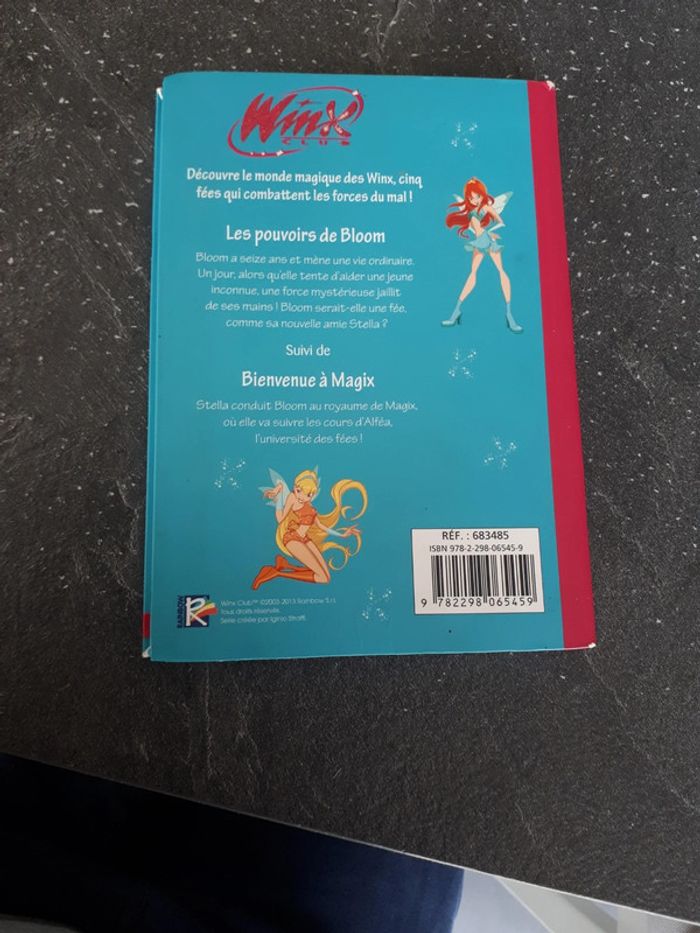 WinX
CLUB
Découvre le monde magique des Winx, cinq
fées qui combattent les forces du mal !
Les pouvoirs de Bloom
Bloom a seize ans et mène une vie ordinaire.
Un jour, alors qu'elle tente d'aider une jeune
inconnue, une force mystérieuse jaillit
de ses mains ! Bloom serait-elle une fée,
comme sa nouvelle amie Stella ?
Suivi de
Bienvenue à Magix
Stella conduit Bloom au royaume de Magix,
où elle va suivre les cours d'Alféa,
l'université des fées !
RÉF. : 683485
ISBN 978-2-298-06545-9
9 782298 065459
RAINBOW
Winx Club™ ©2003-2013 Rainbow S.r.l.
Tous droits réservés.
Série créée par Iginio Straffi.